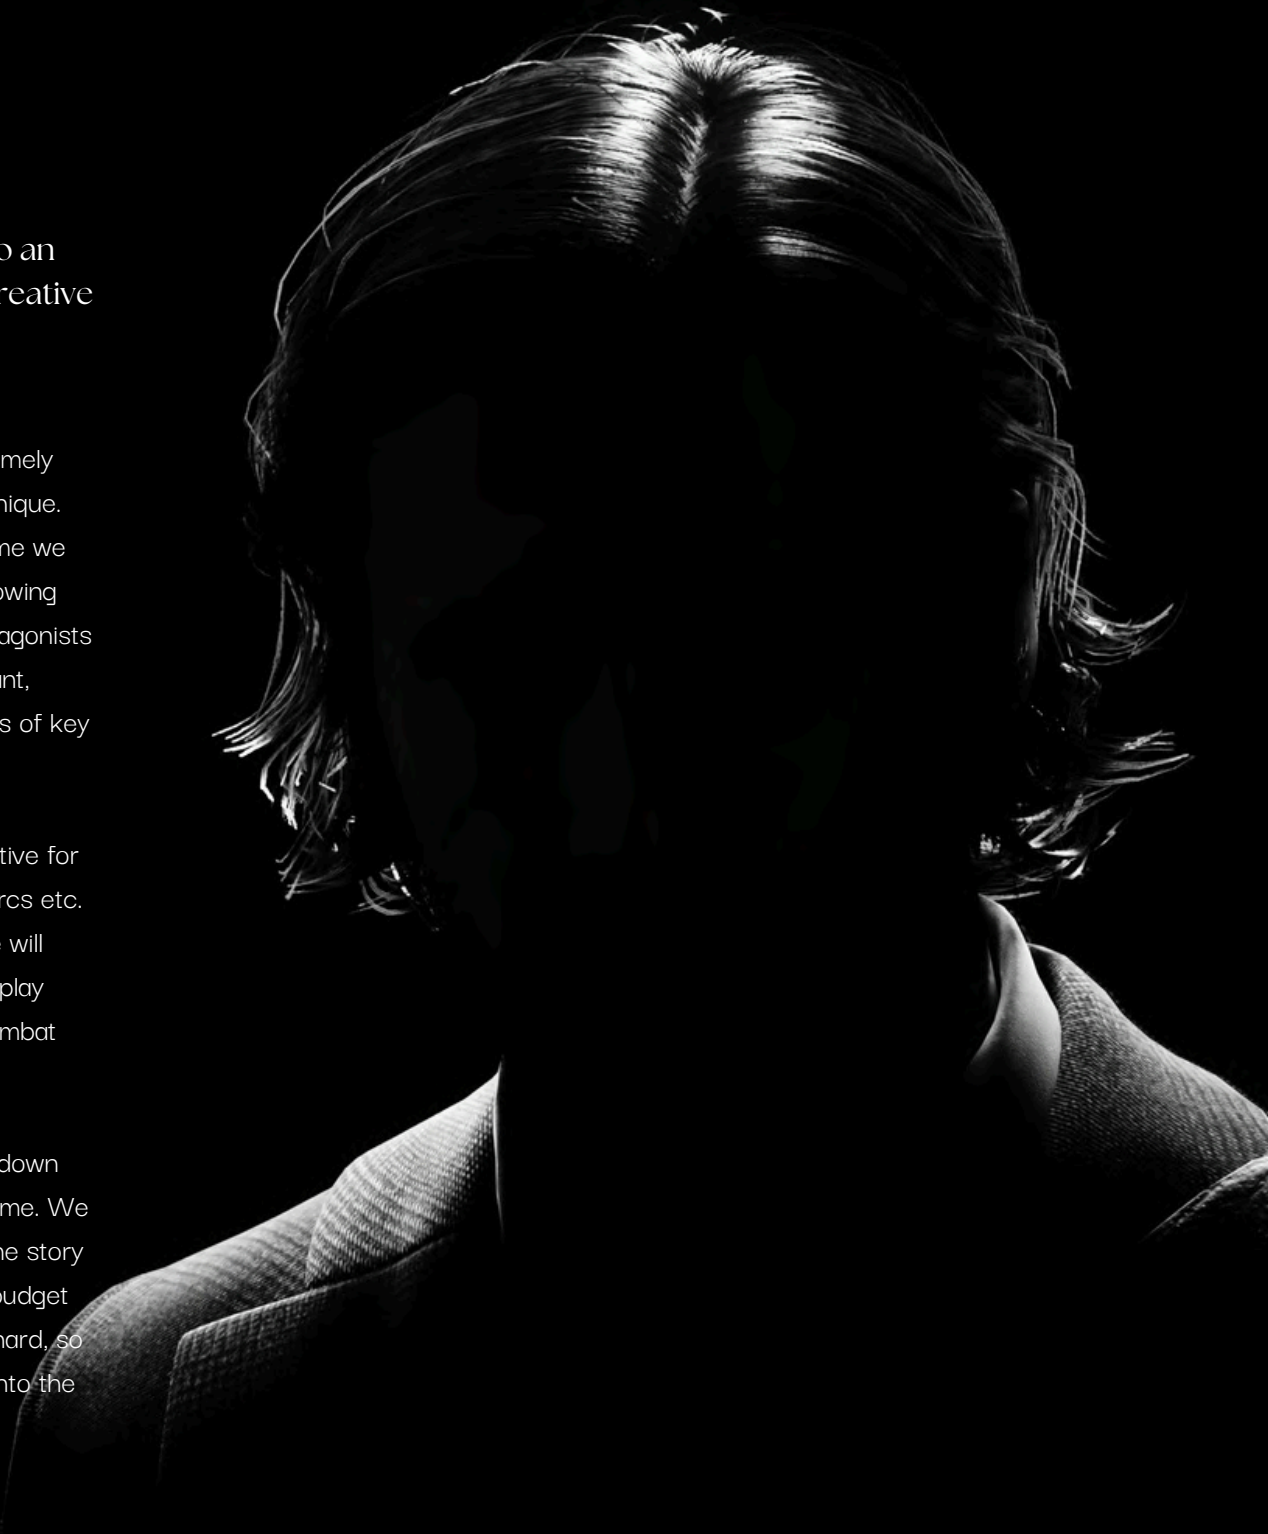 o an
reative
mely
nique.
me we
owing
agonists
nt,
s of key
tive for
rcs etc.
will
play
mbat
down
me. We
he story
oudget
hard, so
nto the